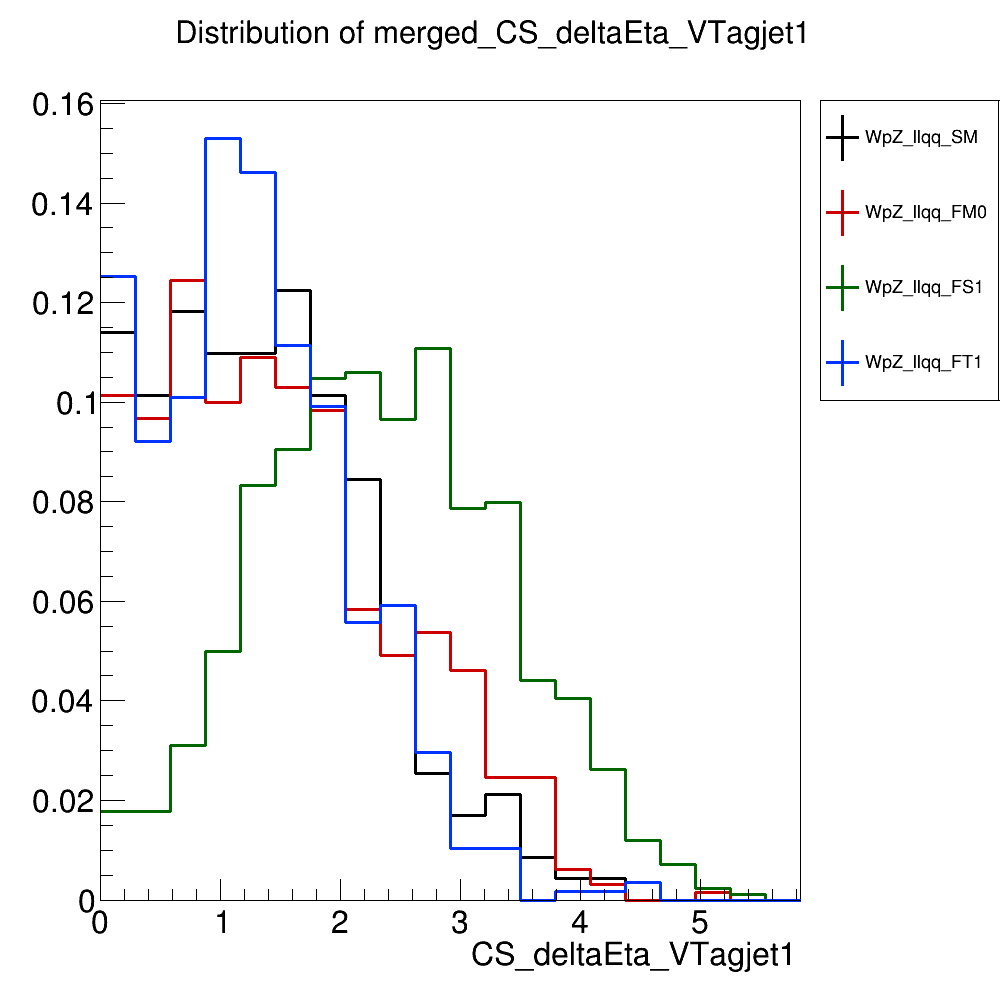 Distribution of merged_CS_deltaEta_VTagjet1
0.16
0.14
0.12
0.1
0.08
0.06
0.04
0.02
0
0 1 2 3 4 5
CS_deltaEta_VTagjet1
WpZ_llqq_SM
WpZ_llqq_FM0
WpZ_llqq_FS1
WpZ_llqq_FT1